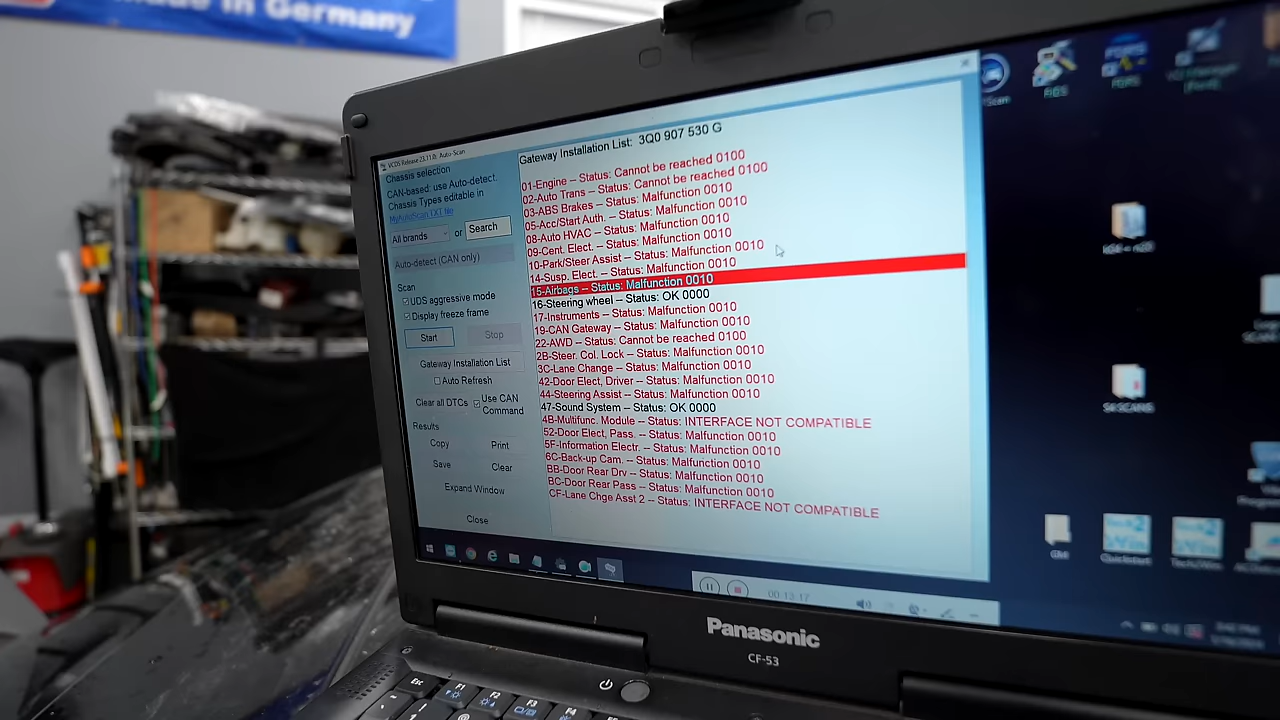 Made in Germany
VCDS Release 23.11.0: Auto-Scan
Chassis selection
CAN-based: use Auto-detect.
Chassis Types editable in
MyAutoScan.TXT file
All brands
or
Search
Auto-detect (CAN only)
Scan
UDS aggressive mode
Display freeze frame
Start
Stop
Gateway Installation List
Auto Refresh
Clear all DTCs
Use CAN
Command
Results
Copy
Print
Save
Clear
Expand Window
Close
Gateway Installation List: 3Q0 907 530 G
01-Engine -- Status: Cannot be reached 0100
02-Auto Trans -- Status: Cannot be reached 0100
03-ABS Brakes -- Status: Malfunction 0010
05-Acc/Start Auth. -- Status: Malfunction 0010
08-Auto HVAC -- Status: Malfunction 0010
09-Cent. Elect. -- Status: Malfunction 0010
10-Park/Steer Assist -- Status: Malfunction 0010
14-Susp. Elect. -- Status: Malfunction 0010
15-Airbags -- Status: Malfunction 0010
16-Steering wheel -- Status: OK 0000
17-Instruments -- Status: Malfunction 0010
19-CAN Gateway -- Status: Malfunction 0010
22-AWD -- Status: Cannot be reached 0100
2B-Steer. Col. Lock -- Status: Malfunction 0010
3C-Lane Change -- Status: Malfunction 0010
42-Door Elect, Driver -- Status: Malfunction 0010
44-Steering Assist -- Status: Malfunction 0010
47-Sound System -- Status: OK 0000
4B-Multifunc. Module -- Status: INTERFACE NOT COMPATIBLE
52-Door Elect, Pass. -- Status: Malfunction 0010
5F-Information Electr. -- Status: Malfunction 0010
6C-Back-up Cam. -- Status: Malfunction 0010
BB-Door Rear Drv -- Status: Malfunction 0010
BC-Door Rear Pass -- Status: Malfunction 0010
CF-Lane Chge Asst 2 -- Status: INTERFACE NOT COMPATIBLE
00:13:17
Panasonic
CF-53
Esc
F1
F2
F3
F4